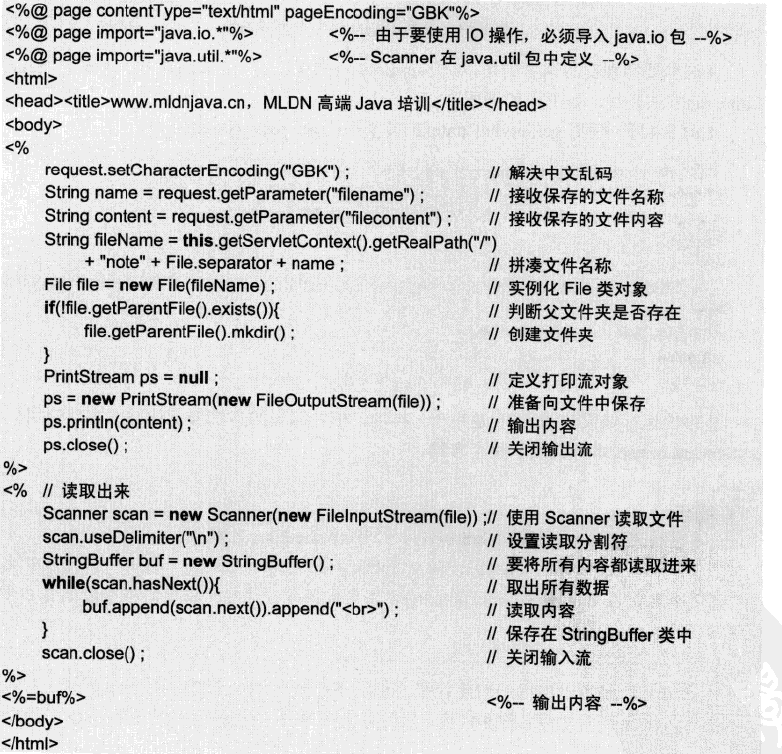 <%@ page contentType="text/html" pageEncoding="GBK"%>
<%@ page import="java.io.*"%> <%-- 由于要使用 IO 操作，必须导入 java.io 包 --%>
<%@ page import="java.util.*"%> <%-- Scanner 在 java.util 包中定义 --%>
<html>
<head><title>www.mldnjava.cn，MLDN 高端 Java 培训</title></head>
<body>
<%
request.setCharacterEncoding("GBK") ; // 解决中文乱码
String name = request.getParameter("filename") ; // 接收保存的文件名称
String content = request.getParameter("filecontent") ; // 接收保存的文件内容
String fileName = this.getServletContext().getRealPath("/")
+ "note" + File.separator + name ; // 拼凑文件名称
File file = new File(fileName) ; // 实例化 File 类对象
if(!file.getParentFile().exists()){ // 判断父文件夹是否存在
file.getParentFile().mkdir() ; // 创建文件夹
}
PrintStream ps = null ; // 定义打印流对象
ps = new PrintStream(new FileOutputStream(file)) ; // 准备向文件中保存
ps.println(content) ; // 输出内容
ps.close() ; // 关闭输出流
%>
<% // 读取出来
Scanner scan = new Scanner(new FileInputStream(file)) ;// 使用 Scanner 读取文件
scan.useDelimiter("\n") ; // 设置读取分割符
StringBuffer buf = new StringBuffer() ; // 要将所有内容都读取进来
while(scan.hasNext()){ // 取出所有数据
buf.append(scan.next()).append("<br>") ; // 读取内容
} // 保存在 StringBuffer 类中
scan.close() ; // 关闭输入流
%>
<%=buf%> <%-- 输出内容 --%>
</body>
</html>